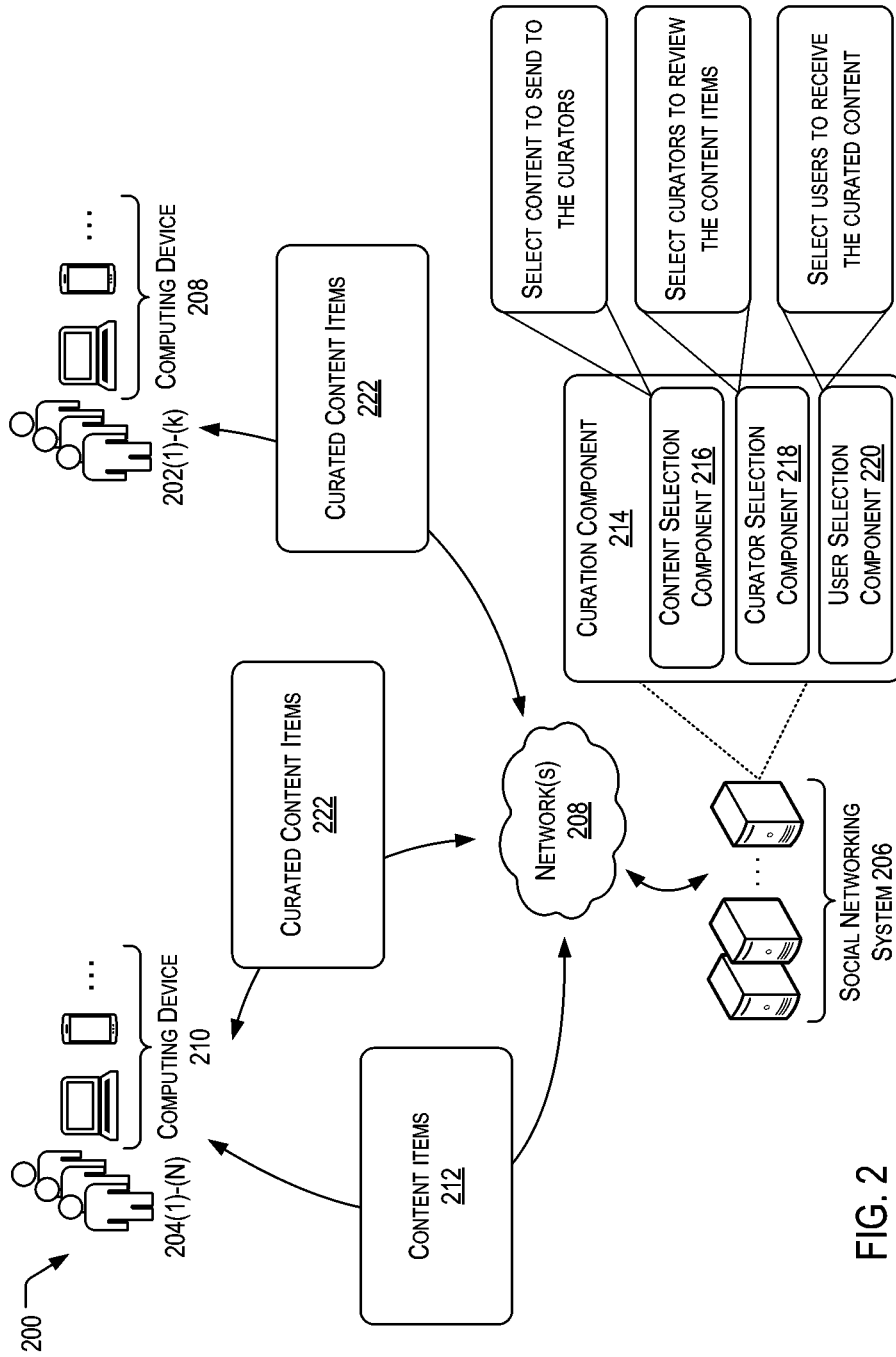 200
204(1)-(N)
COMPUTING DEVICE
210
...
202(1)-(k)
COMPUTING DEVICE
208
...
CONTENT ITEMS
212
CURATED CONTENT ITEMS
222
CURATED CONTENT ITEMS
222
NETWORK(S)
208
...
SOCIAL NETWORKING
SYSTEM 206
CURATION COMPONENT
214
CONTENT SELECTION
COMPONENT 216
CURATOR SELECTION
COMPONENT 218
USER SELECTION
COMPONENT 220
SELECT CONTENT TO SEND TO
THE CURATORS
SELECT CURATORS TO REVIEW
THE CONTENT ITEMS
SELECT USERS TO RECEIVE
THE CURATED CONTENT
FIG. 2